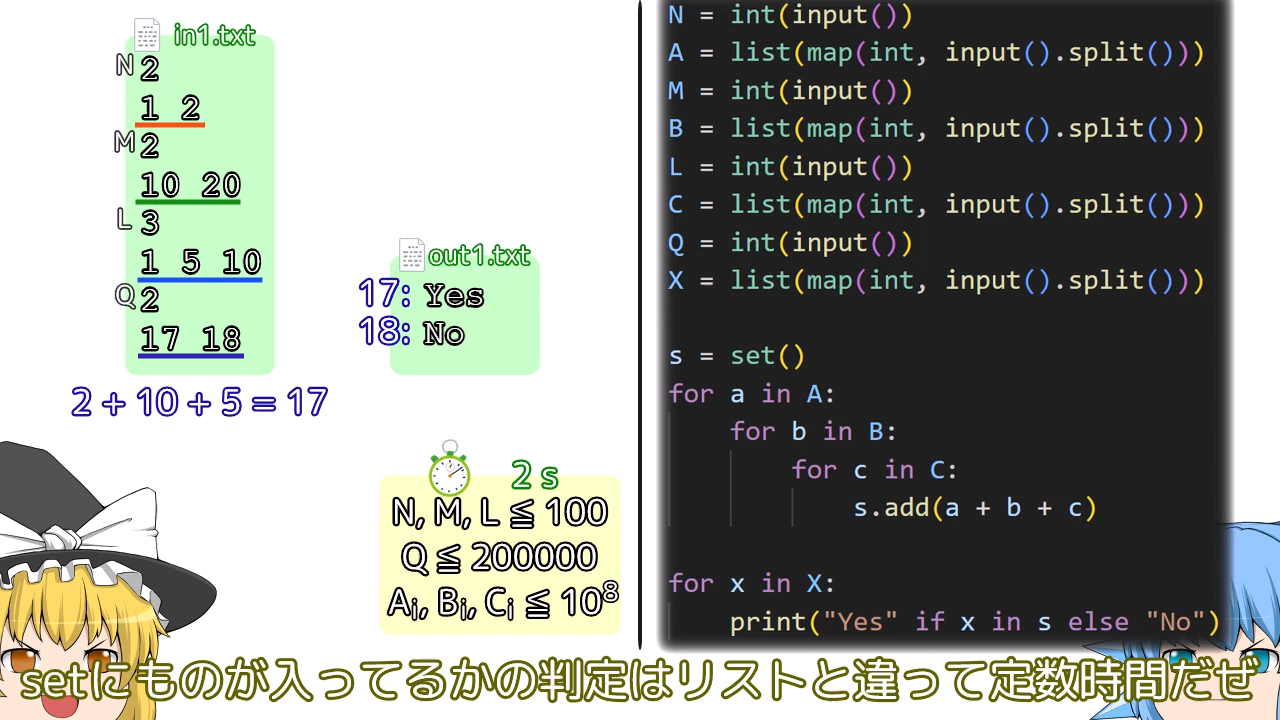 in1.txt
N 2
1 2
M 2
10 20
L 3
1 5 10
Q 2
17 18
2 + 10 + 5 = 17
out1.txt
17: Yes
18: No
2 s
N, M, L ≦ 100
Q ≦ 200000
Aᵢ, Bᵢ, Cᵢ ≦ 10⁸
N = int(input())
A = list(map(int, input().split()))
M = int(input())
B = list(map(int, input().split()))
L = int(input())
C = list(map(int, input().split()))
Q = int(input())
X = list(map(int, input().split()))
s = set()
for a in A:
    for b in B:
        for c in C:
            s.add(a + b + c)
for x in X:
    print("Yes" if x in s else "No")
setにものが入ってるかの判定はリストと違って定数時間だぜ